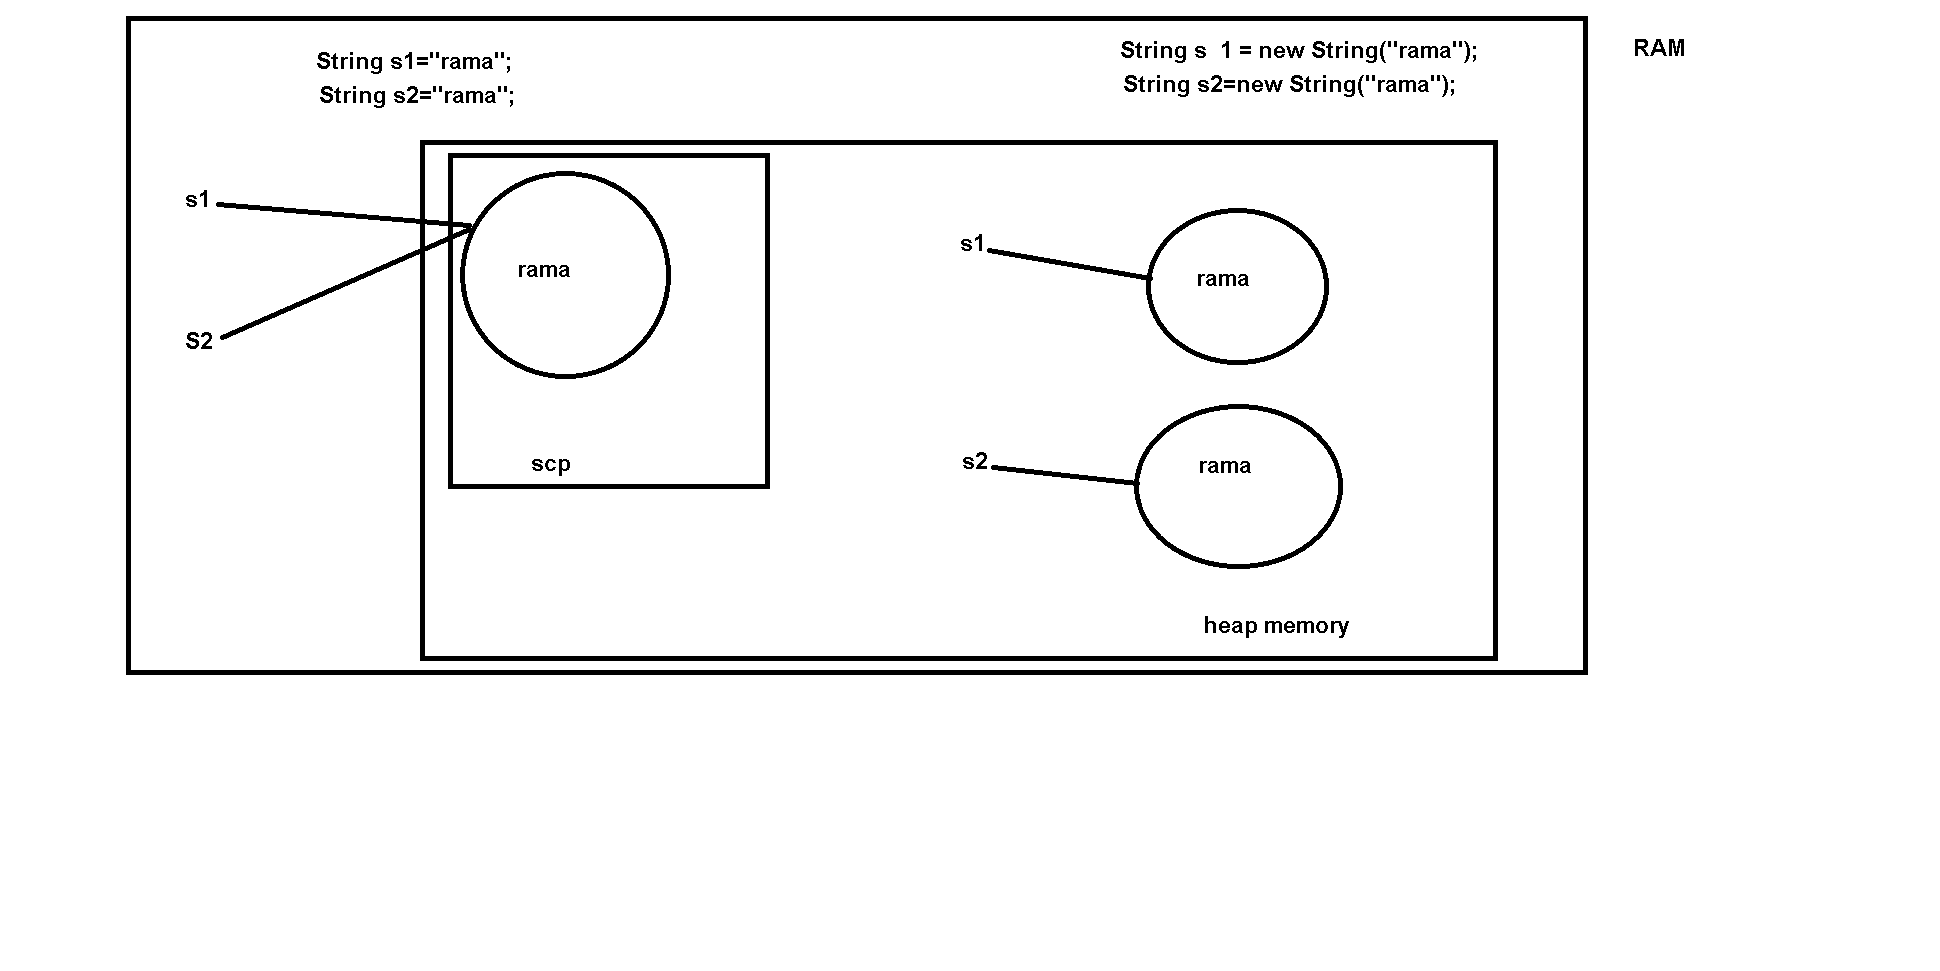 String s1="rama";
String s2="rama";
String s  1 = new String("rama");
String s2=new String("rama");
RAM
s1
S2
rama
scp
s1
rama
s2
rama
heap memory